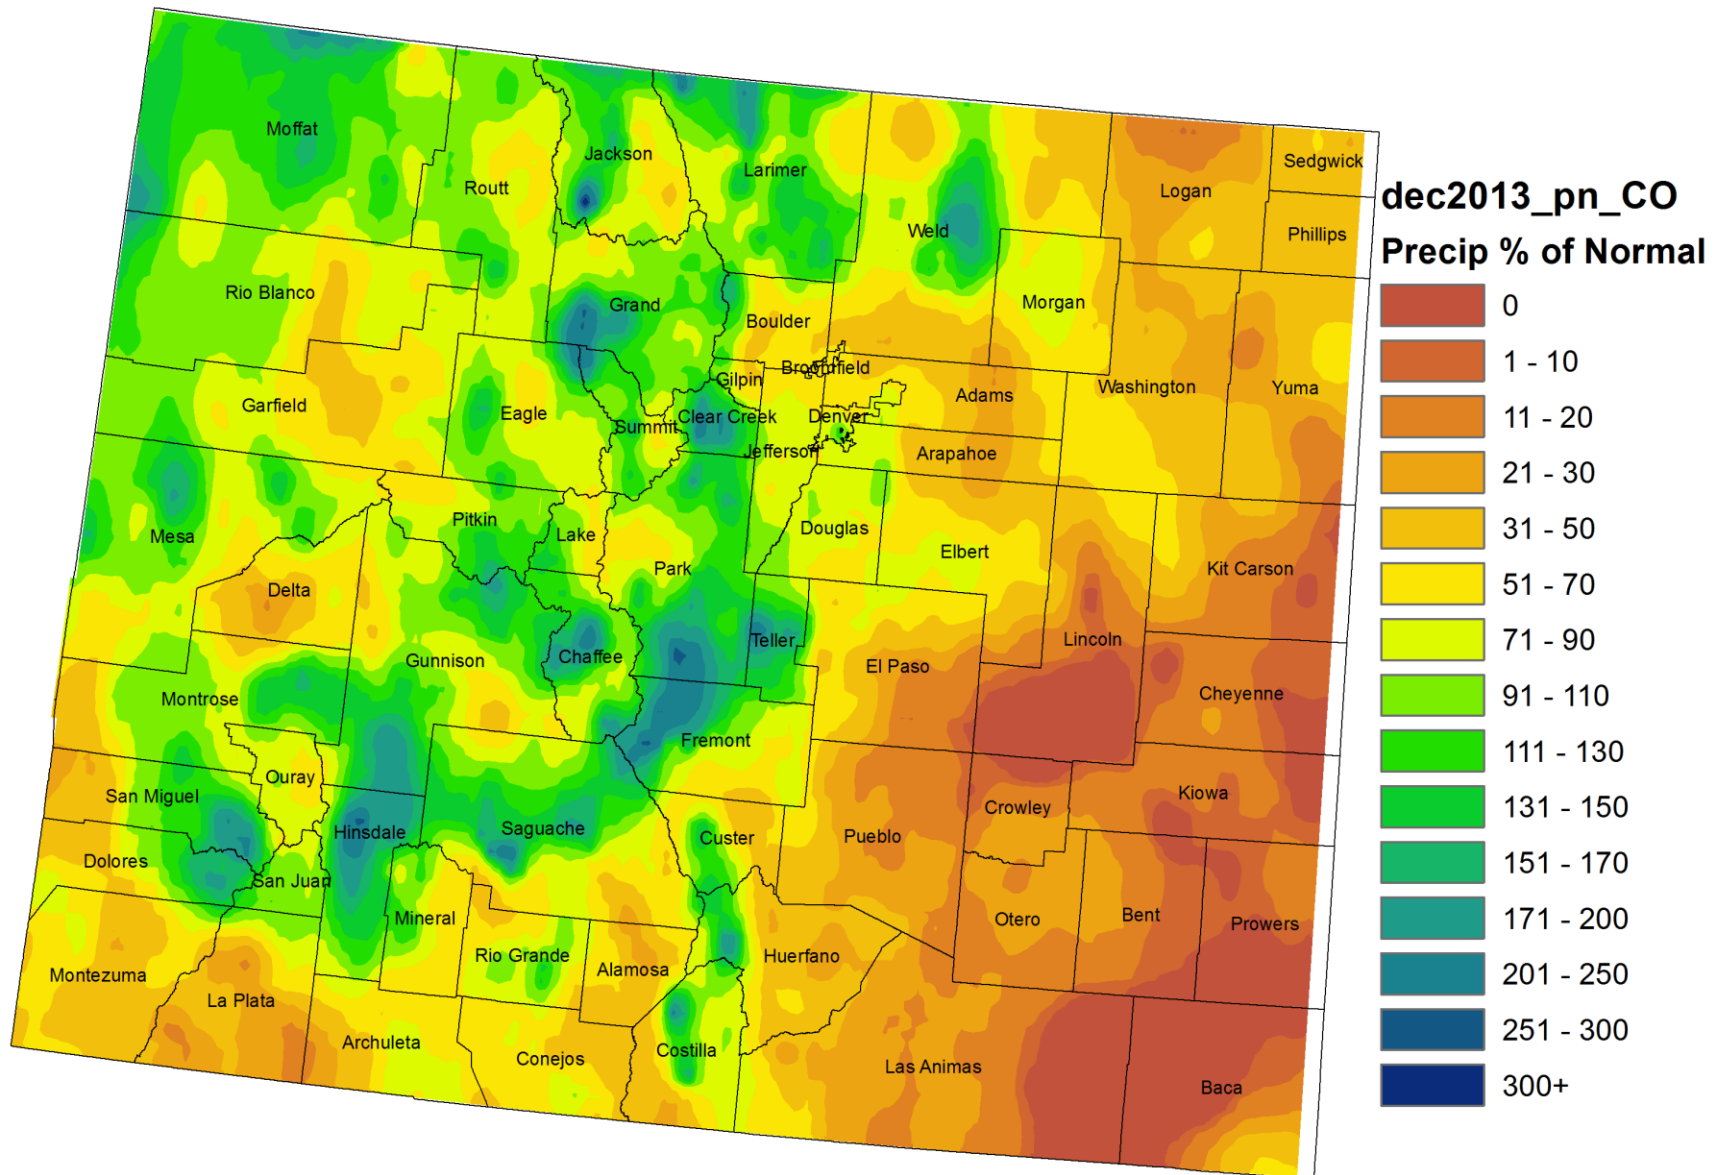 dec2013_pn_CO
Precip % of Normal
0
1 - 10
11 - 20
21 - 30
31 - 50
51 - 70
71 - 90
91 - 110
111 - 130
131 - 150
151 - 170
171 - 200
201 - 250
251 - 300
300+
Moffat
Routt
Jackson
Larimer
Weld
Logan
Sedgwick
Phillips
Rio Blanco
Grand
Boulder
Morgan
Broomfield
Gilpin
Garfield
Eagle
Summit
Clear Creek
Denver
Adams
Washington
Yuma
Jefferson
Arapahoe
Mesa
Pitkin
Lake
Park
Douglas
Elbert
Kit Carson
Delta
Gunnison
Chaffee
Teller
El Paso
Lincoln
Cheyenne
Montrose
Fremont
Ouray
San Miguel
Hinsdale
Saguache
Custer
Pueblo
Crowley
Kiowa
Dolores
San Juan
Mineral
Otero
Bent
Prowers
Montezuma
La Plata
Rio Grande
Alamosa
Huerfano
Archuleta
Conejos
Costilla
Las Animas
Baca